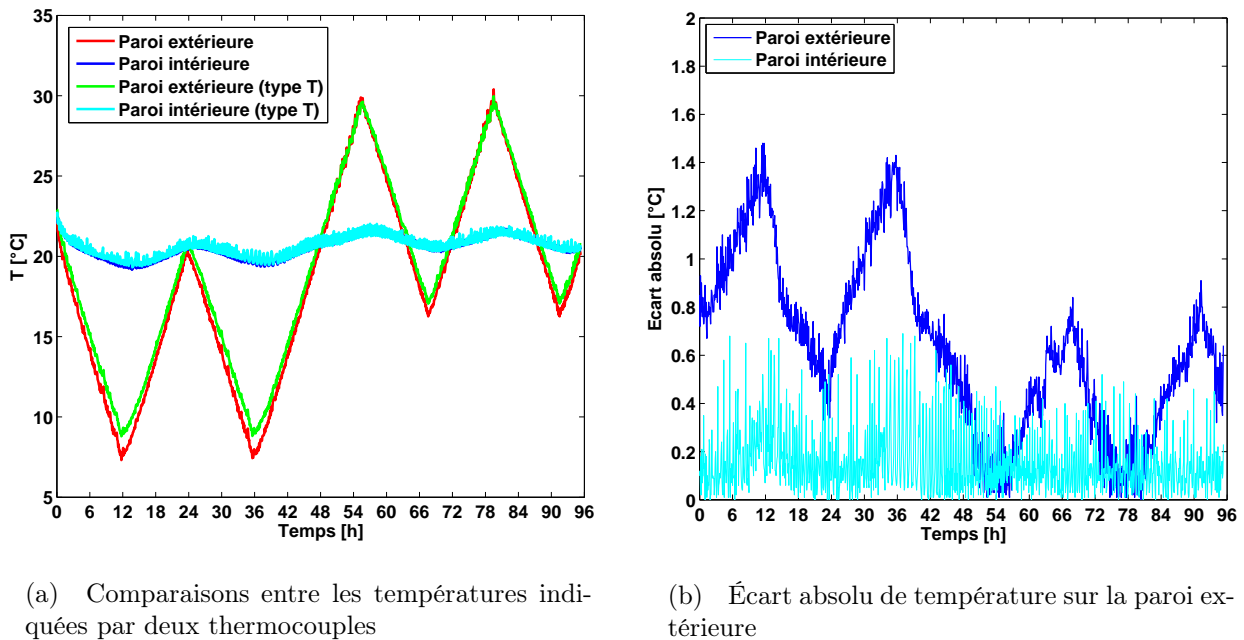 35
30
25
20
15
10
5
T [°C]
Paroi extérieure
Paroi intérieure
Paroi extérieure (type T)
Paroi intérieure (type T)
0 6 12 18 24 30 36 42 48 54 60 66 72 78 84 90 96
Temps [h]
2
1.8
1.6
1.4
1.2
1
0.8
0.6
0.4
0.2
0
Ecart absolu [°C]
Paroi extérieure
Paroi intérieure
0 6 12 18 24 30 36 42 48 54 60 66 72 78 84 90 96
Temps [h]
(a) Comparaisons entre les températures indi-
quées par deux thermocouples
(b) Écart absolu de température sur la paroi ex-
térieure